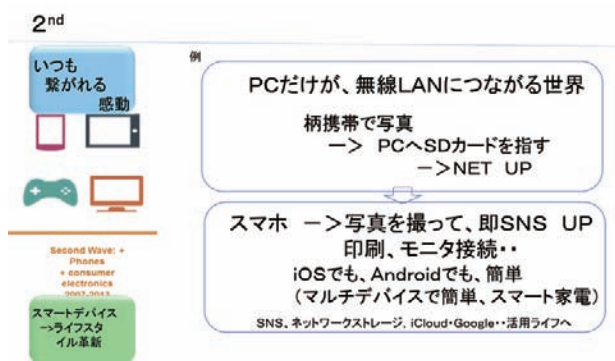 2nd
いつも
繋がれる
感動
Second Wave: +
Phones
+ consumer
electronics
2007-2013
スマートデバイス
→ライフスタ
イル革新
例
PCだけが、無線LANにつながる世界
柄携帯で写真
―> PCへSDカードを指す
―>NET UP
スマホ ―>写真を撮って、即SNS UP
印刷、モニタ接続‥
iOSでも、Androidでも、簡単
(マルチデバイスで簡単、スマート家電)
SNS、ネットワークストレージ、iCloud・Google‥活用ライフへ